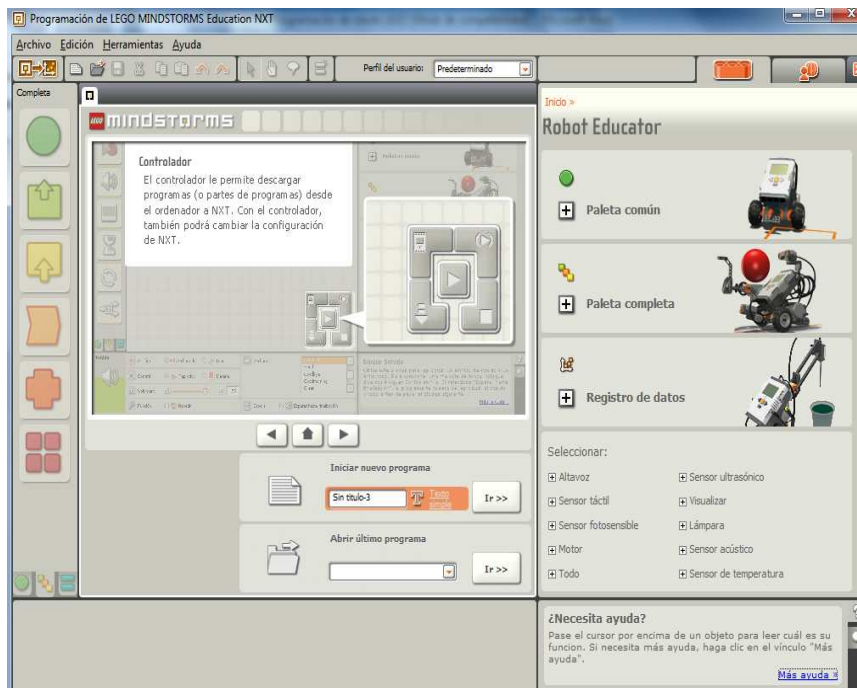 Programación de LEGO MINDSTORMS Education NXT
Archivo Edición Herramientas Ayuda
Perfil del usuario: Predeterminado
Completa
LEGO mindstorms
Controlador
El controlador le permite descargar
programas (o partes de programas) desde
el ordenador a NXT. Con el controlador,
también podrá cambiar la configuración
de NXT.
Iniciar nuevo programa
Sin título-3
Texto
simple
Ir >>
Abrir último programa
Ir >>
Inicio >
Robot Educator
Paleta común
Paleta completa
Registro de datos
Seleccionar:
Altavoz
Sensor ultrasónico
Sensor táctil
Visualizar
Sensor fotosensible
Lámpara
Motor
Sensor acústico
Todo
Sensor de temperatura
¿Necesita ayuda?
Pase el cursor por encima de un objeto para leer cuál es su
funcion. Si necesita más ayuda, haga clic en el vínculo "Más
ayuda".
Más ayuda »